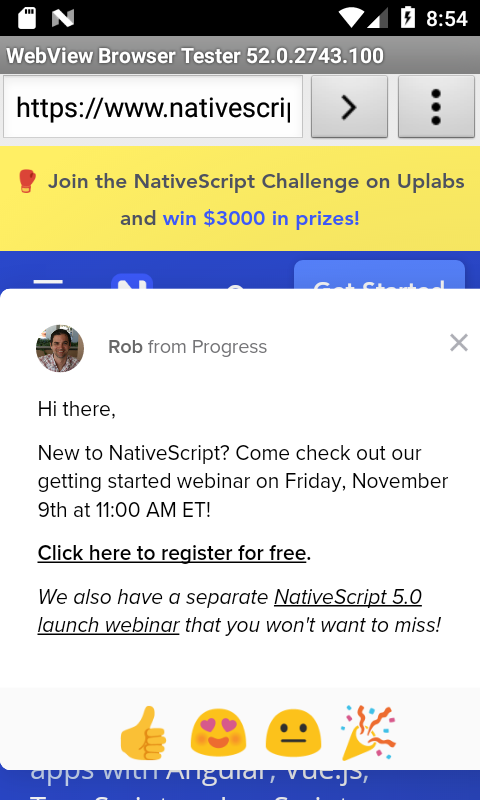 8:54
WebView Browser Tester 52.0.2743.100
https://www.nativescri
Join the NativeScript Challenge on Uplabs
and win $3000 in prizes!
Get Started
Rob from Progress
Hi there,
New to NativeScript? Come check out our
getting started webinar on Friday, November
9th at 11:00 AM ET!
Click here to register for free.
We also have a separate NativeScript 5.0
launch webinar that you won't want to miss!
apps with Angular, Vue.js,